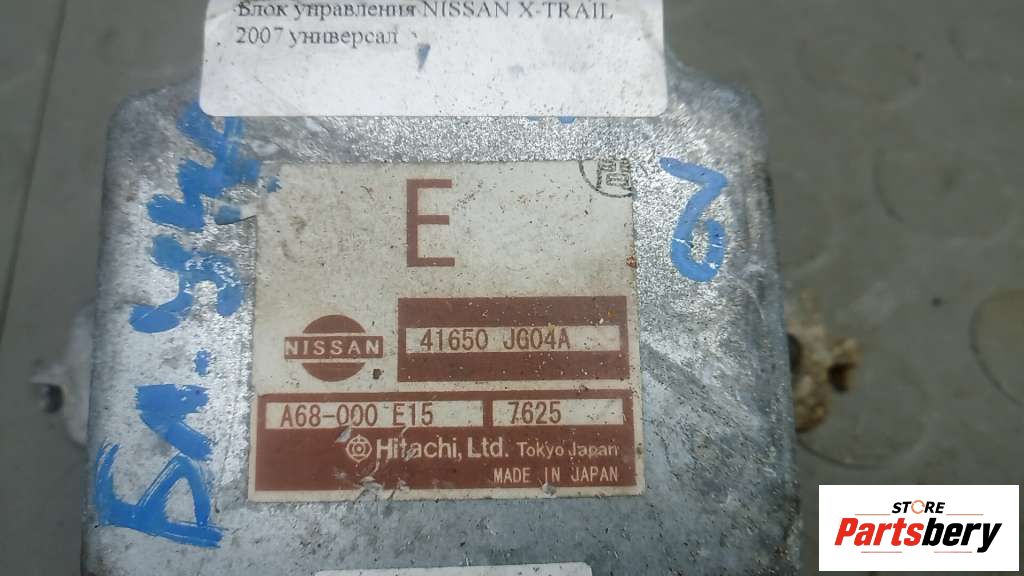 Блок управления NISSAN X-TRAIL
2007 универсал
E
NISSAN
41650 JG04A
A68-000 E15 7625
Hitachi, Ltd. Tokyo Japan
MADE IN JAPAN
STORE
Partsbery